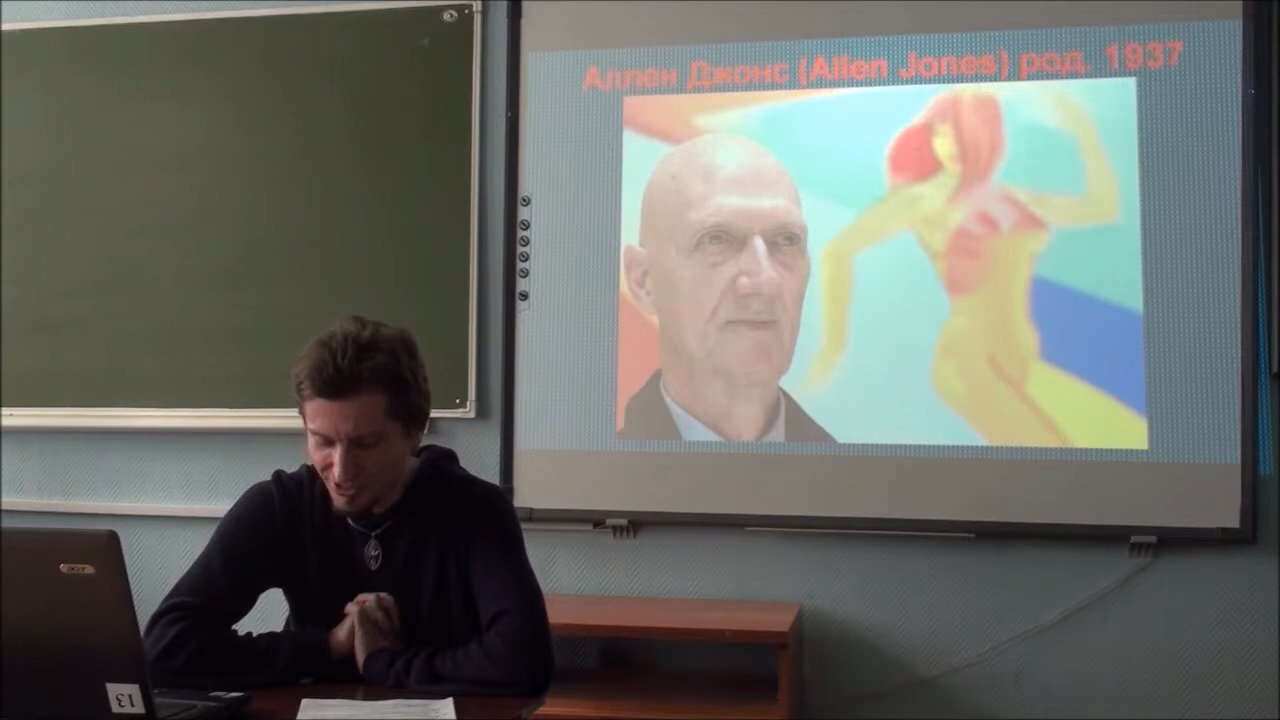 Аллен Джонс (Allen Jones) род. 1937
acer
13